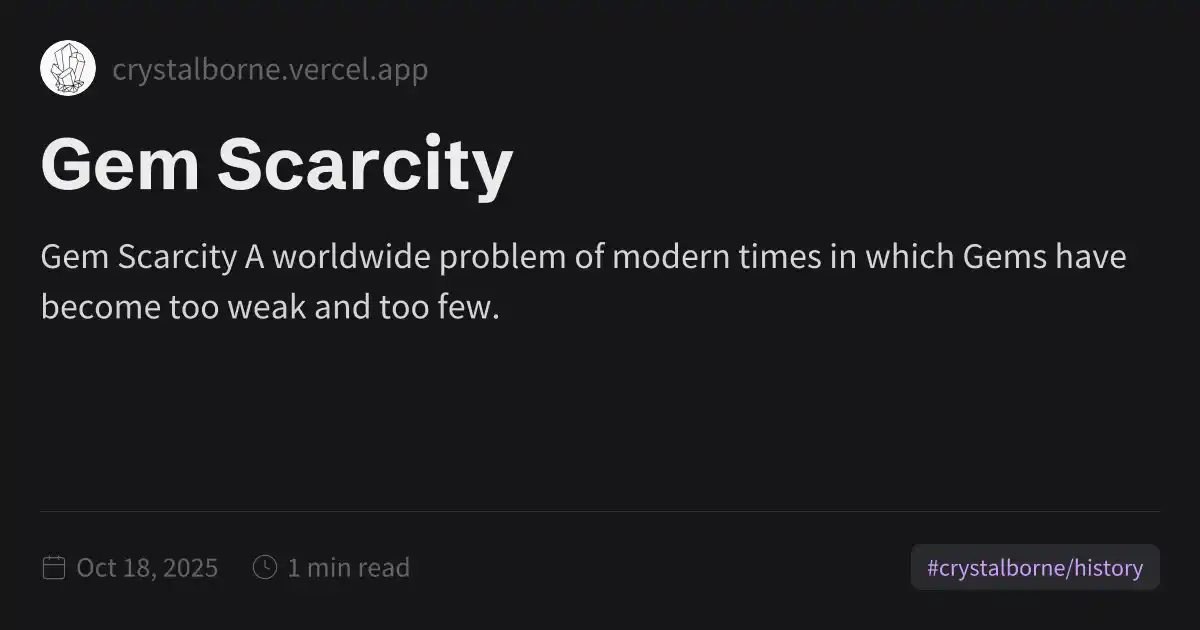 crystalborne.vercel.app
Gem Scarcity
Gem Scarcity A worldwide problem of modern times in which Gems have
become too weak and too few.
Oct 18, 2025
1 min read
#crystalborne/history